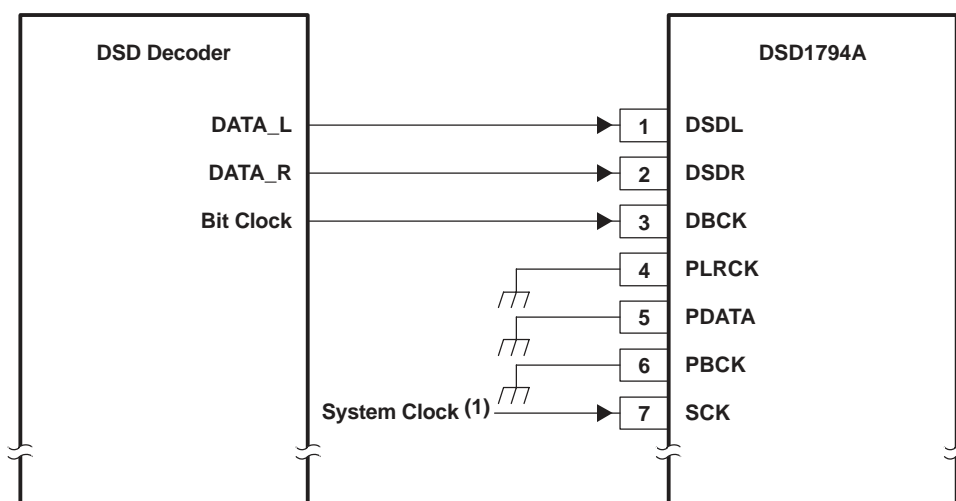 DSD Decoder DSD1794A
DATA_L 1 DSDL
DATA_R 2 DSDR
Bit Clock 3 DBCK
4 PLRCK
5 PDATA
6 PBCK
System Clock (1) 7 SCK